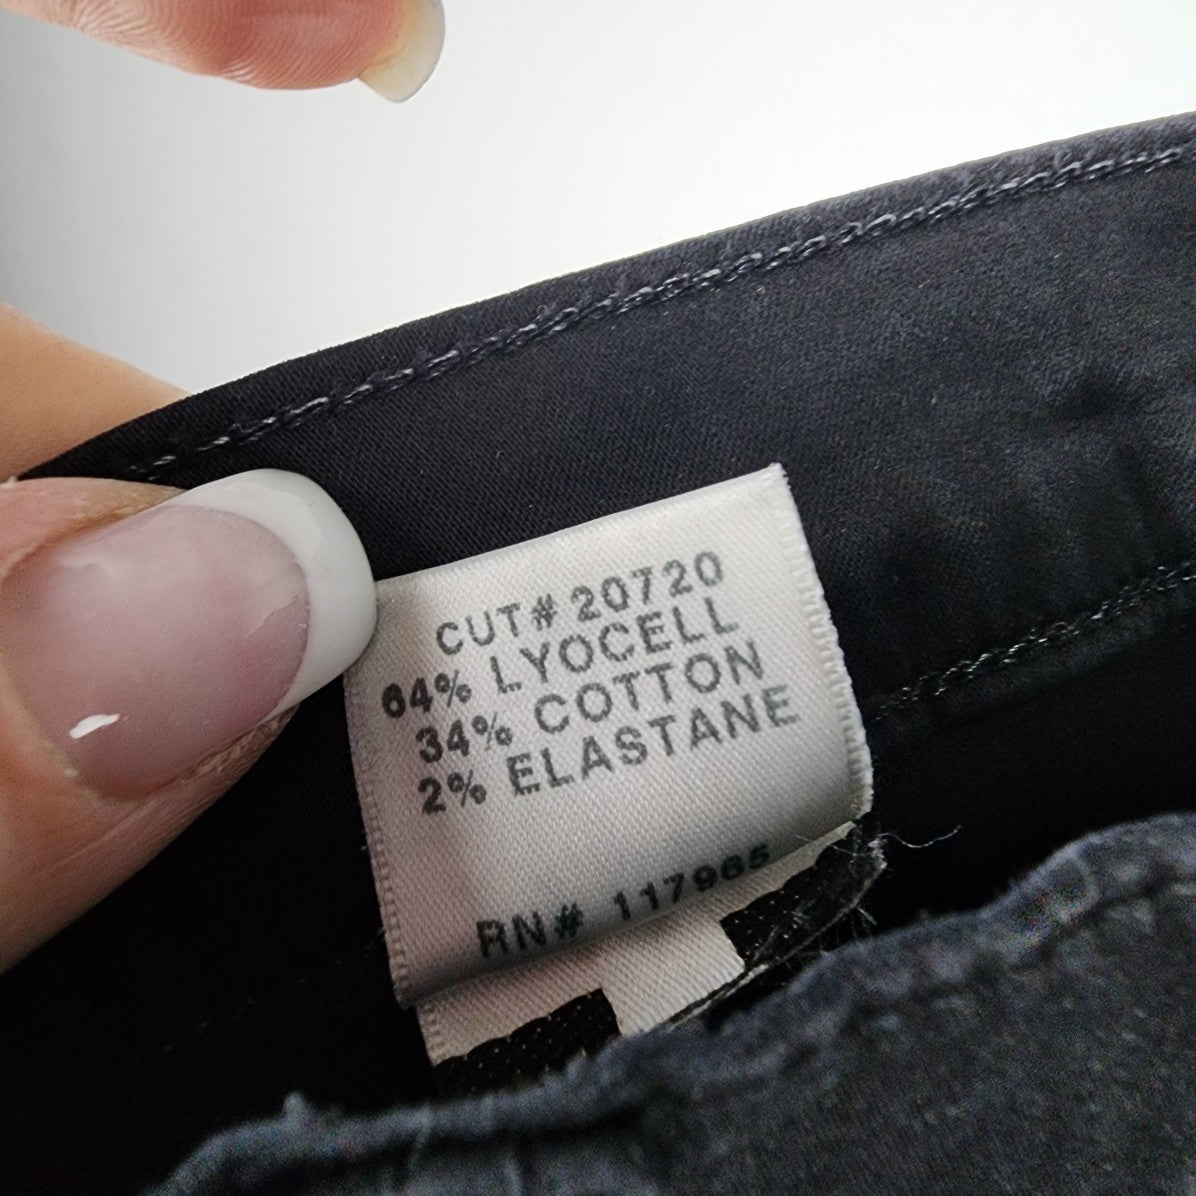 CUT# 20720
64% LYOCELL
34% COTTON
2% ELASTANE
RN# 117965